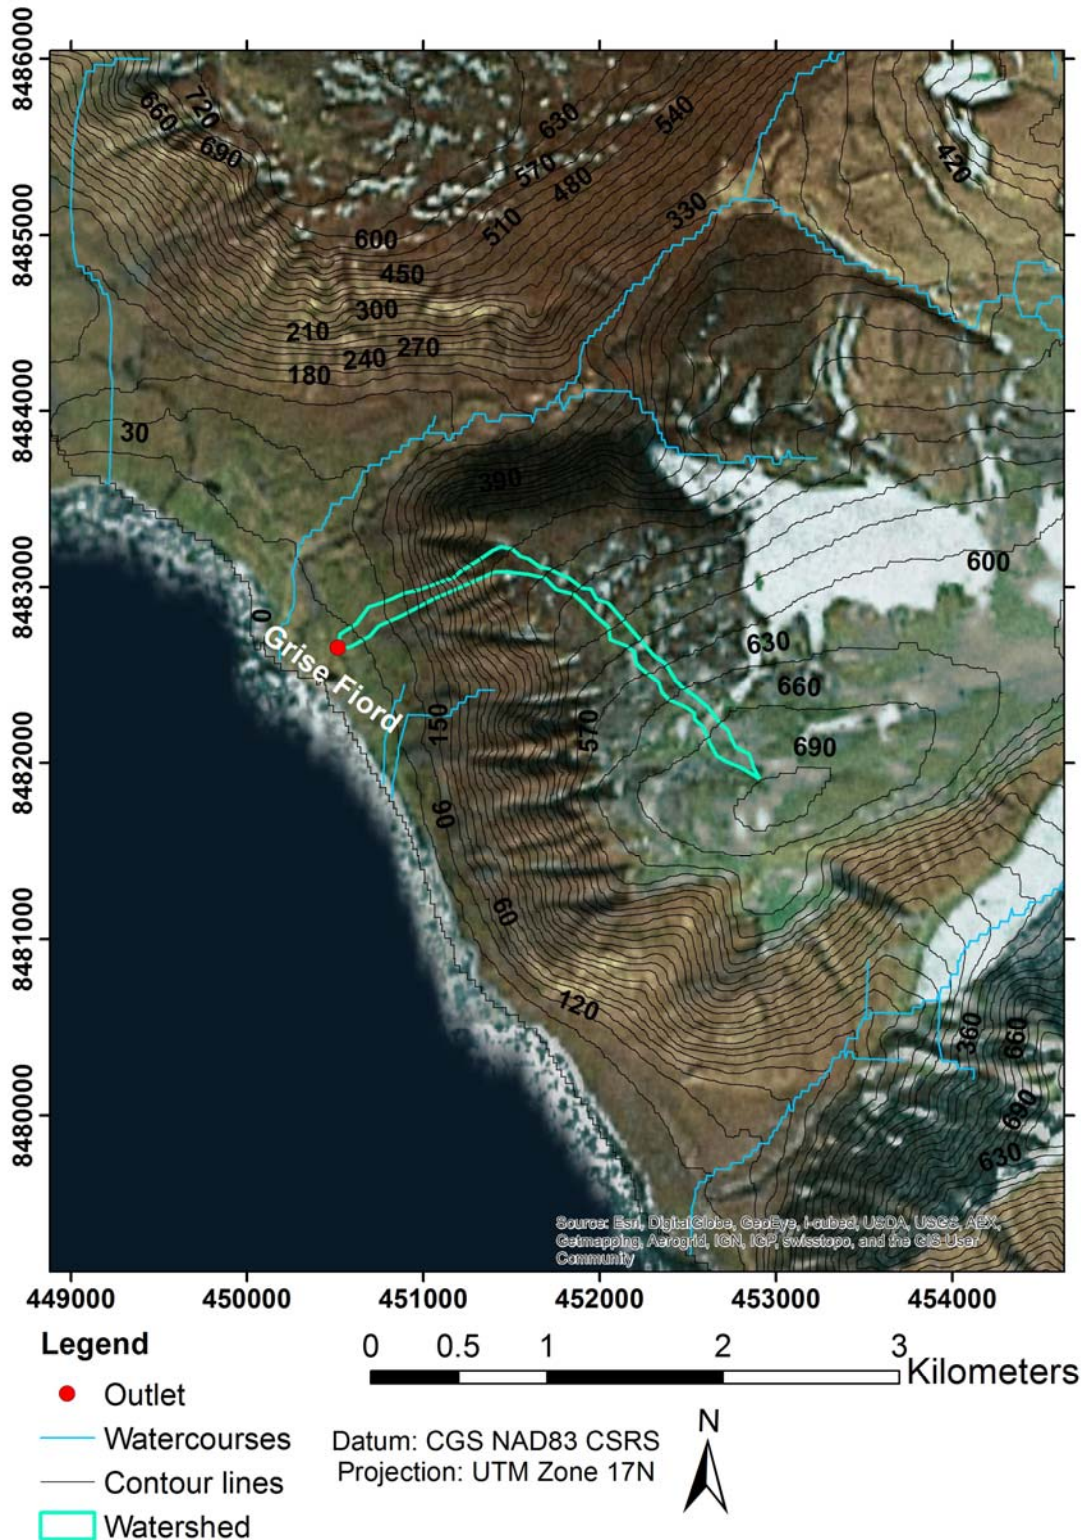 8486000
8485000
8484000
8483000
8482000
8481000
8480000
720
660
690
630
540
570
480
510
330
420
600
450
300
210
270
240
180
30
390
600
0
Grise Fiord
630
660
150
570
690
90
60
120
360
660
690
630
Source: Esri, DigitalGlobe, GeoEye, i-cubed, USDA, USGS, AEX,
Getmapping, Aerogrid, IGN, IGP, swisstopo, and the GIS User
Community
449000 450000 451000 452000 453000 454000
Legend
0 0.5 1 2 3
Kilometers
Outlet
Watercourses
Contour lines
Watershed
Datum: CGS NAD83 CSRS
Projection: UTM Zone 17N
N